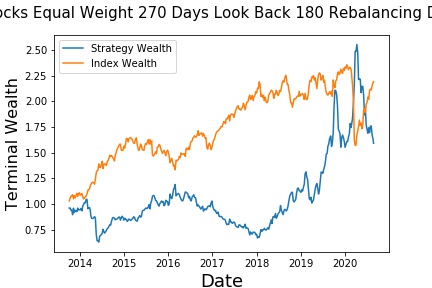 ocks Equal Weight 270 Days Look Back 180 Rebalancing D
Strategy Wealth
Index Wealth
Terminal Wealth
2.50
2.25
2.00
1.75
1.50
1.25
1.00
0.75
2014 2015 2016 2017 2018 2019 2020
Date